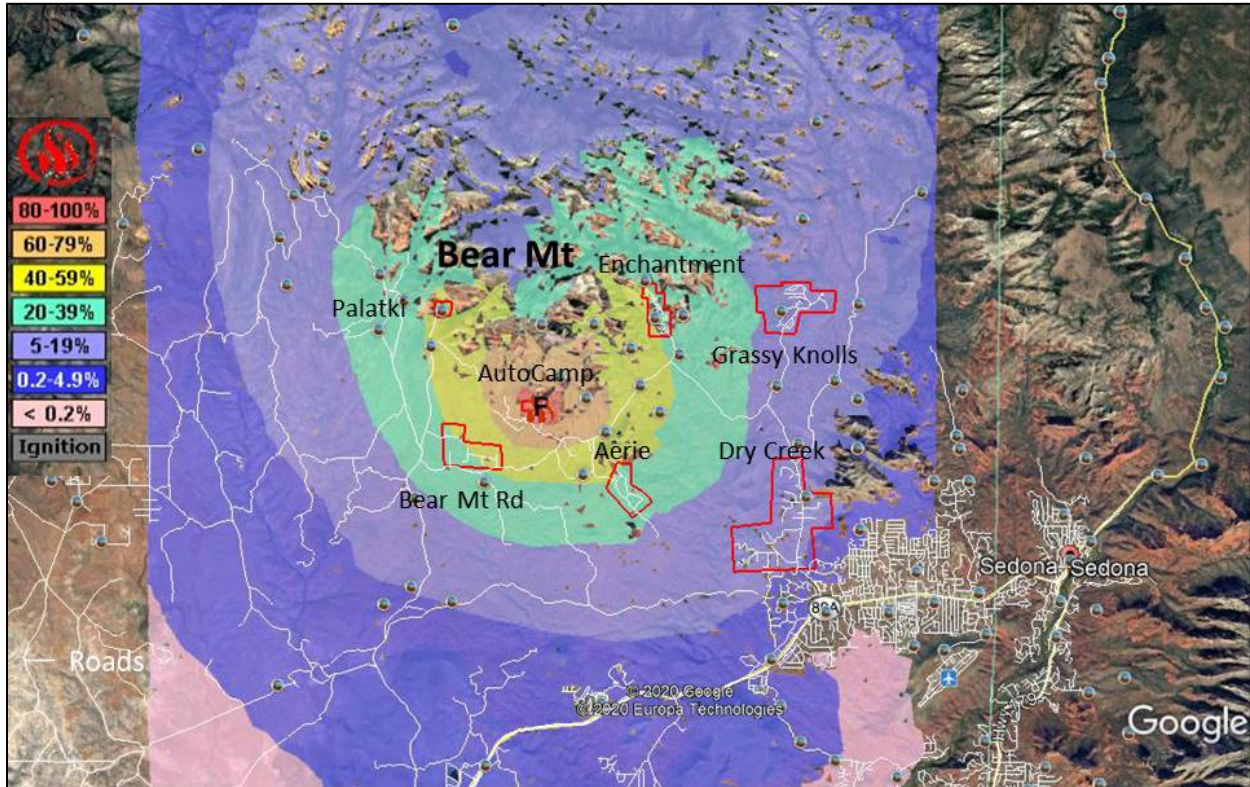 80-100%
60-79%
40-59%
20-39%
5-19%
0.2-4.9%
< 0.2%
Ignition
Bear Mt
Enchantment
Palatki
Grassy Knolls
AutoCamp
F
Aerie
Dry Creek
Bear Mt Rd
Sedona Sedona
89A
Roads
© 2020 Google
© 2020 Europa Technologies
Google